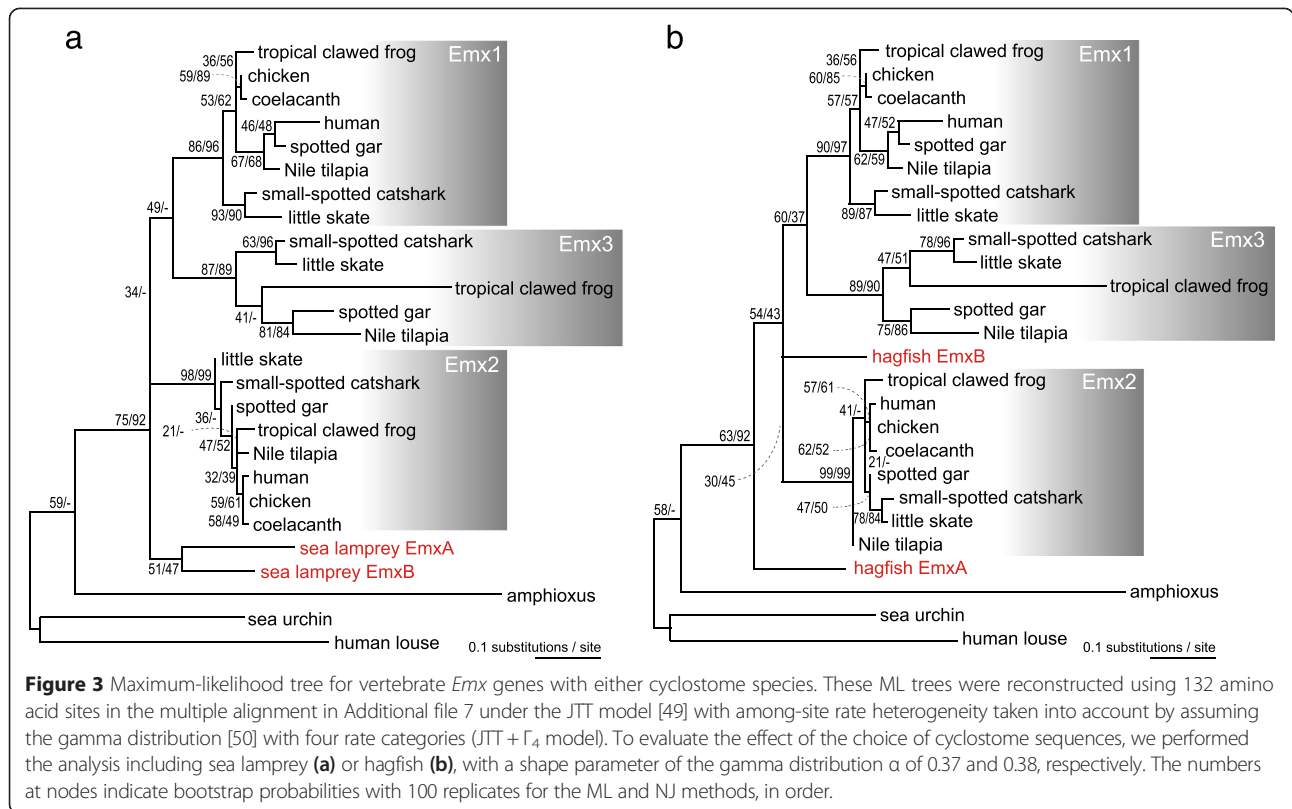 a
tropical clawed frog
Emx1
36/56
59/89
chicken
coelacanth
53/62
46/48
human
spotted gar
86/96
67/68
Nile tilapia
small-spotted catshark
93/90
little skate
49/-
Emx3
63/96
small-spotted catshark
little skate
87/89
tropical clawed frog
34/-
41/-
spotted gar
81/84
Nile tilapia
little skate
Emx2
98/99
small-spotted catshark
36/-
spotted gar
75/92
21/-
tropical clawed frog
47/52
Nile tilapia
32/39
human
59/61
chicken
58/49
coelacanth
59/-
sea lamprey EmxA
51/47
sea lamprey EmxB
amphioxus
sea urchin
human louse
0.1 substitutions / site
b
tropical clawed frog
Emx1
36/56
60/85
chicken
coelacanth
57/57
47/52
human
spotted gar
90/97
62/59
Nile tilapia
small-spotted catshark
89/87
little skate
60/37
Emx3
78/96
small-spotted catshark
47/51
little skate
89/90
tropical clawed frog
spotted gar
54/43
75/86
Nile tilapia
hagfish EmxB
57/61
tropical clawed frog
Emx2
41/-
human
chicken
62/52
coelacanth
63/92
21/-
30/45
99/99
spotted gar
47/50
small-spotted catshark
78/84
little skate
Nile tilapia
58/-
hagfish EmxA
amphioxus
sea urchin
human louse
0.1 substitutions / site
Figure 3 Maximum-likelihood tree for vertebrate Emx genes with either cyclostome species. These ML trees were reconstructed using 132 amino
acid sites in the multiple alignment in Additional file 7 under the JTT model [49] with among-site rate heterogeneity taken into account by assuming
the gamma distribution [50] with four rate categories (JTT + Γ4 model). To evaluate the effect of the choice of cyclostome sequences, we performed
the analysis including sea lamprey (a) or hagfish (b), with a shape parameter of the gamma distribution α of 0.37 and 0.38, respectively. The numbers
at nodes indicate bootstrap probabilities with 100 replicates for the ML and NJ methods, in order.